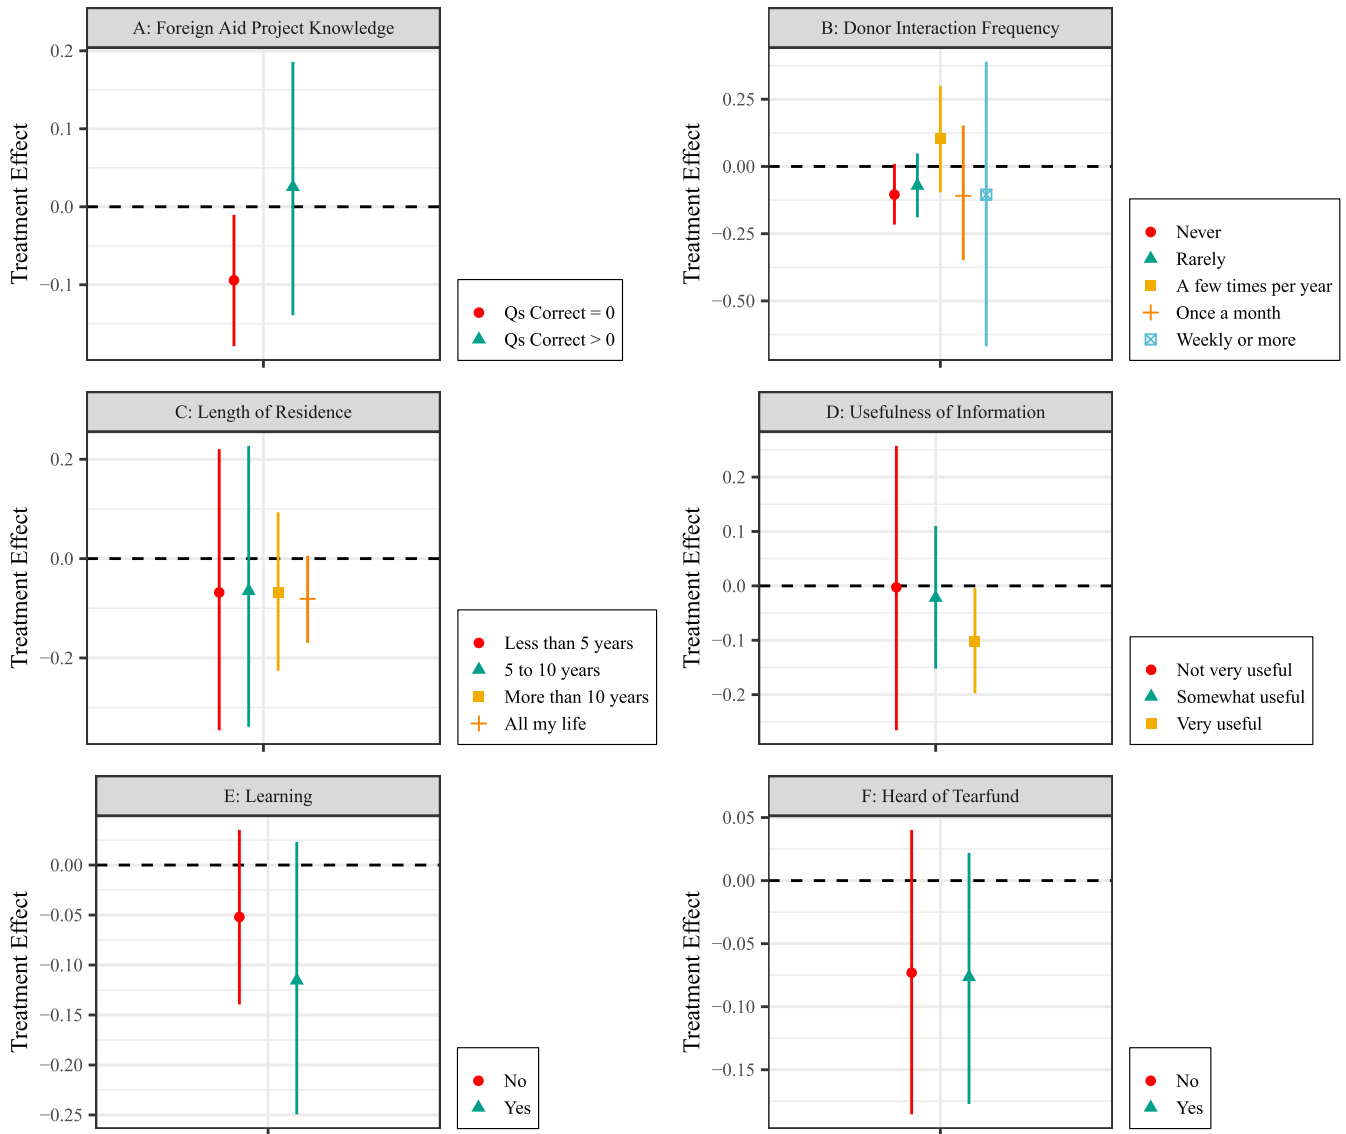 A: Foreign Aid Project Knowledge
Treatment Effect
0.2
0.1
0.0
−0.1
Qs Correct = 0
Qs Correct > 0
B: Donor Interaction Frequency
Treatment Effect
0.25
0.00
−0.25
−0.50
Never
Rarely
A few times per year
Once a month
Weekly or more
C: Length of Residence
Treatment Effect
0.2
0.0
−0.2
Less than 5 years
5 to 10 years
More than 10 years
All my life
D: Usefulness of Information
Treatment Effect
0.2
0.1
0.0
−0.1
−0.2
Not very useful
Somewhat useful
Very useful
E: Learning
Treatment Effect
0.00
−0.05
−0.10
−0.15
−0.20
−0.25
No
Yes
F: Heard of Tearfund
Treatment Effect
0.05
0.00
−0.05
−0.10
−0.15
No
Yes